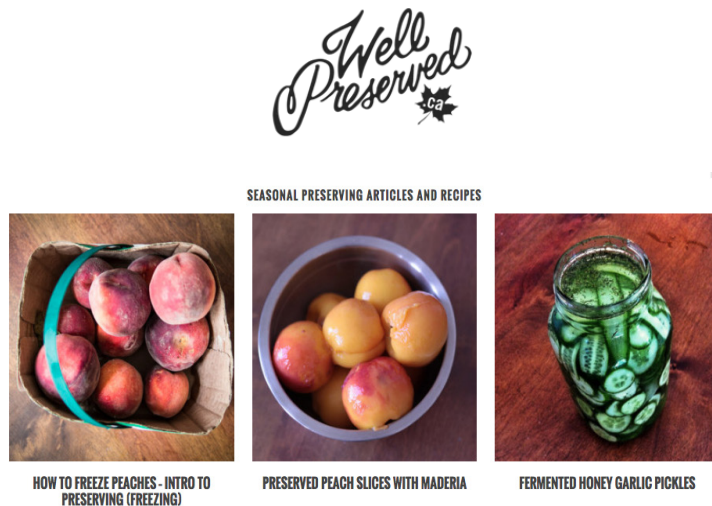 Well
Preserved
.ca
SEASONAL PRESERVING ARTICLES AND RECIPES
HOW TO FREEZE PEACHES - INTRO TO
PRESERVING (FREEZING)
PRESERVED PEACH SLICES WITH MADERIA
FERMENTED HONEY GARLIC PICKLES